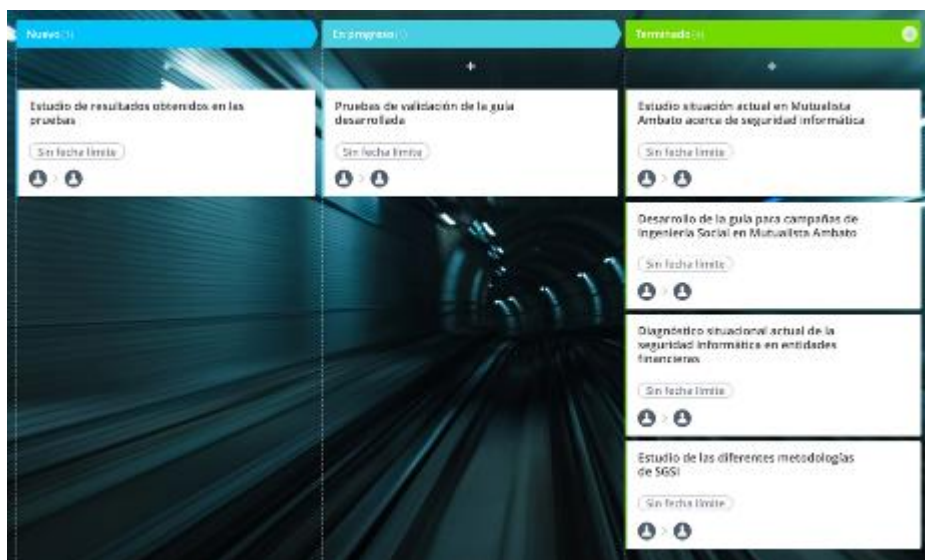 Nuevo (1)
Estudio de resultados obtenidos en las
pruebas
Sin fecha límite
En progreso (1)
+
Pruebas de validación de la guía
desarrollada
Sin fecha límite
Terminado (4)
+
Estudio situación actual en Mutualista
Ambato acerca de seguridad informática
Sin fecha límite
Desarrollo de la guía para campañas de
Ingeniería Social en Mutualista Ambato
Sin fecha límite
Diagnóstico situacional actual de la
seguridad informática en entidades
financieras
Sin fecha límite
Estudio de las diferentes metodologías
de SGSI
Sin fecha límite